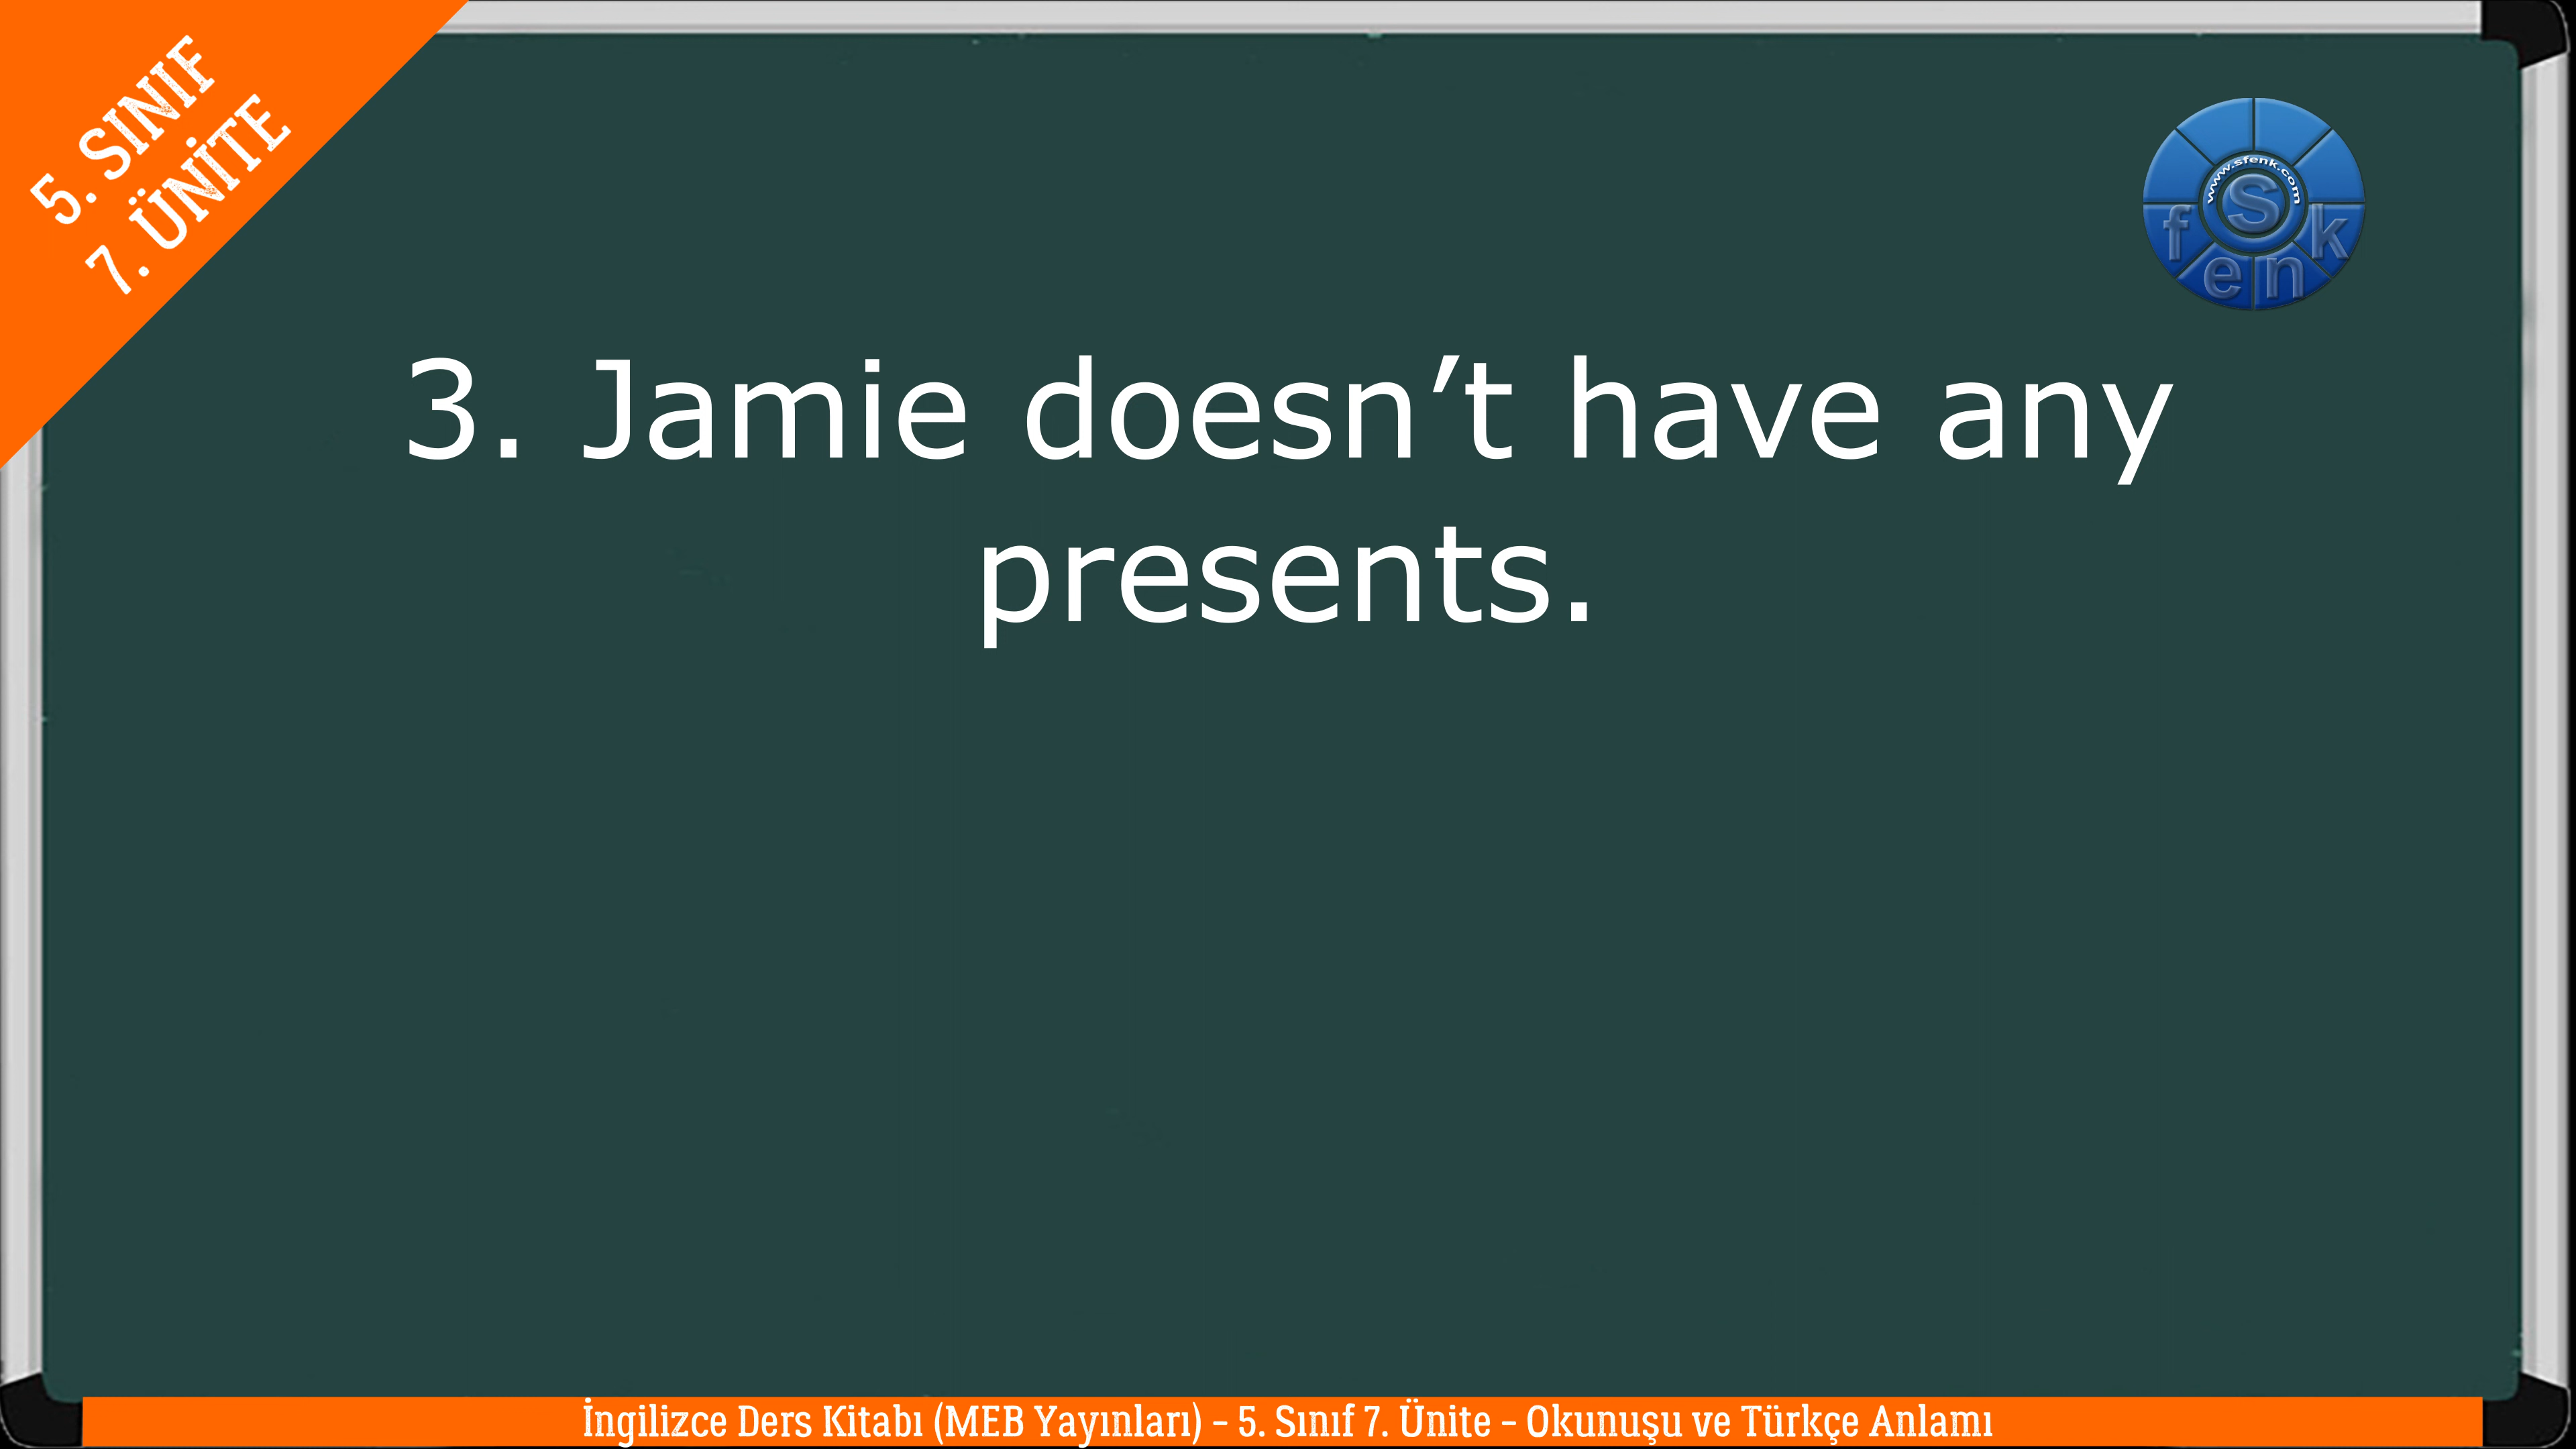 5. SINIF
7. ÜNİTE
www.sfenk.com
S
f e n k
3. Jamie doesn’t have any
presents.
İngilizce Ders Kitabı (MEB Yayınları) – 5. Sınıf 7. Ünite – Okunuşu ve Türkçe Anlamı